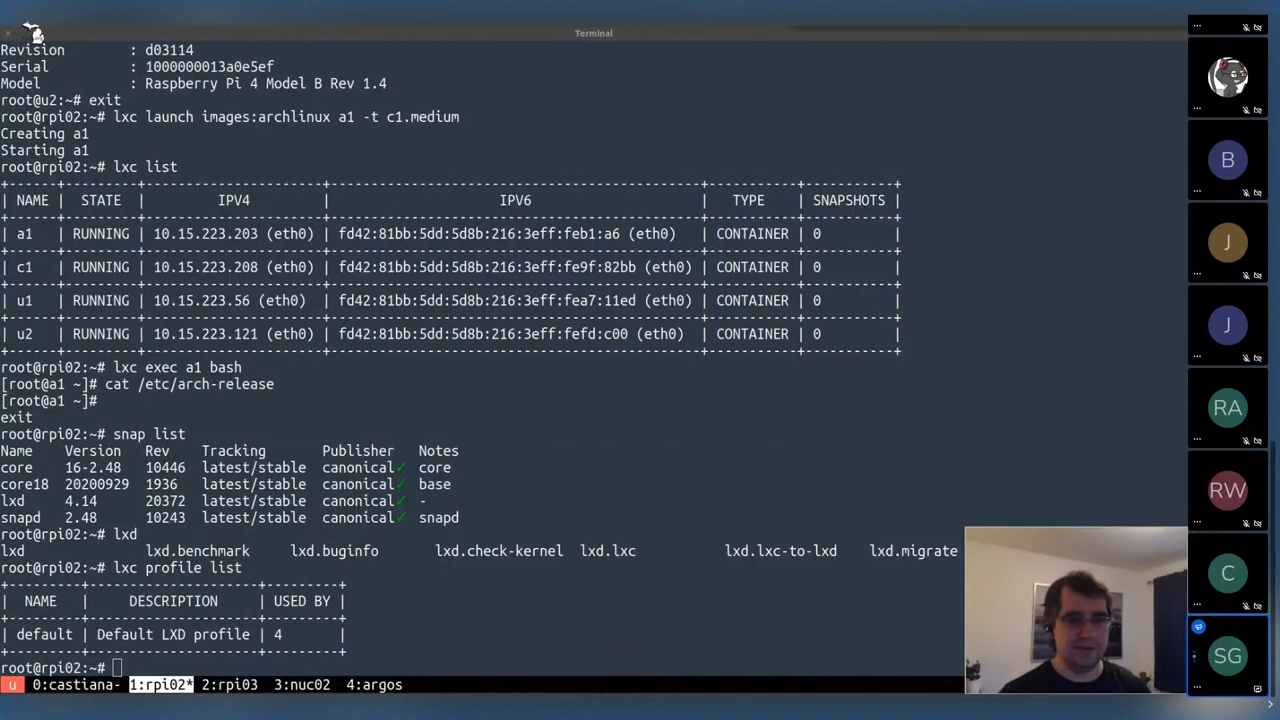 Terminal
Revision : d03114
Serial : 1000000013a0e5ef
Model : Raspberry Pi 4 Model B Rev 1.4
root@u2:~# exit
root@rpi02:~# lxc launch images:archlinux a1 -t c1.medium
Creating a1
Starting a1
root@rpi02:~# lxc list
| NAME | STATE | IPV4 | IPV6 | TYPE | SNAPSHOTS |
| a1 | RUNNING | 10.15.223.203 (eth0) | fd42:81bb:5dd:5d8b:216:3eff:feb1:a6 (eth0) | CONTAINER | 0 |
| c1 | RUNNING | 10.15.223.208 (eth0) | fd42:81bb:5dd:5d8b:216:3eff:fe9f:82bb (eth0) | CONTAINER | 0 |
| u1 | RUNNING | 10.15.223.56 (eth0) | fd42:81bb:5dd:5d8b:216:3eff:fea7:11ed (eth0) | CONTAINER | 0 |
| u2 | RUNNING | 10.15.223.121 (eth0) | fd42:81bb:5dd:5d8b:216:3eff:fefd:c00 (eth0) | CONTAINER | 0 |
root@rpi02:~# lxc exec a1 bash
[root@a1 ~]# cat /etc/arch-release
[root@a1 ~]#
exit
root@rpi02:~# snap list
Name Version Rev Tracking Publisher Notes
core 16-2.48 10446 latest/stable canonical✓ core
core18 20200929 1936 latest/stable canonical✓ base
lxd 4.14 20372 latest/stable canonical✓ -
snapd 2.48 10243 latest/stable canonical✓ snapd
root@rpi02:~# lxd
lxd lxd.benchmark lxd.buginfo lxd.check-kernel lxd.lxc lxd.lxc-to-lxd lxd.migrate
root@rpi02:~# lxc profile list
| NAME | DESCRIPTION | USED BY |
| default | Default LXD profile | 4 |
root@rpi02:~#
u 0:castiana- 1:rpi02* 2:rpi03 3:nuc02 4:argos
B
J
J
RA
RW
C
SG